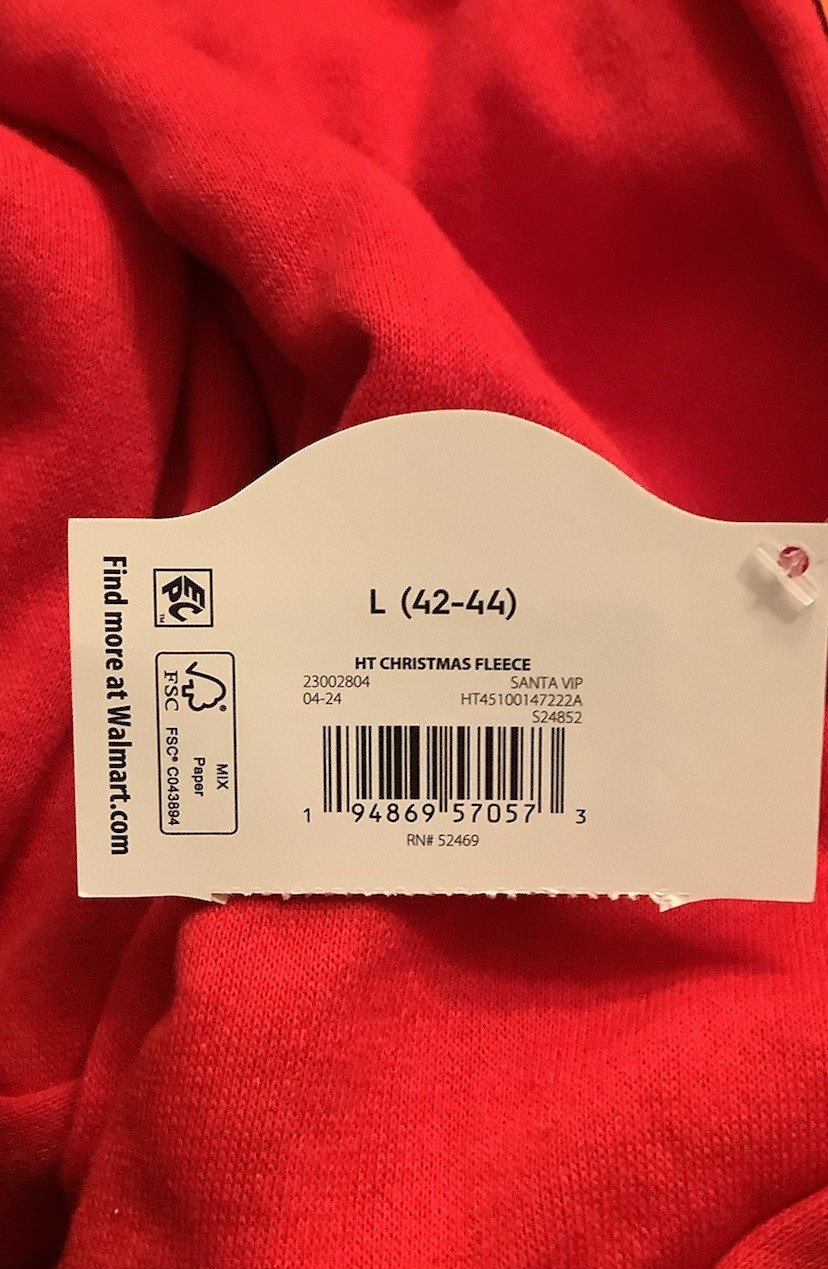 Find more at Walmart.com
EPC™
FSC®
FSC® C043894
MIX
Paper
L (42-44)
HT CHRISTMAS FLEECE
23002804 SANTA VIP
04-24 HT45100147222A
S24852
1 94869 57057 3
RN# 52469